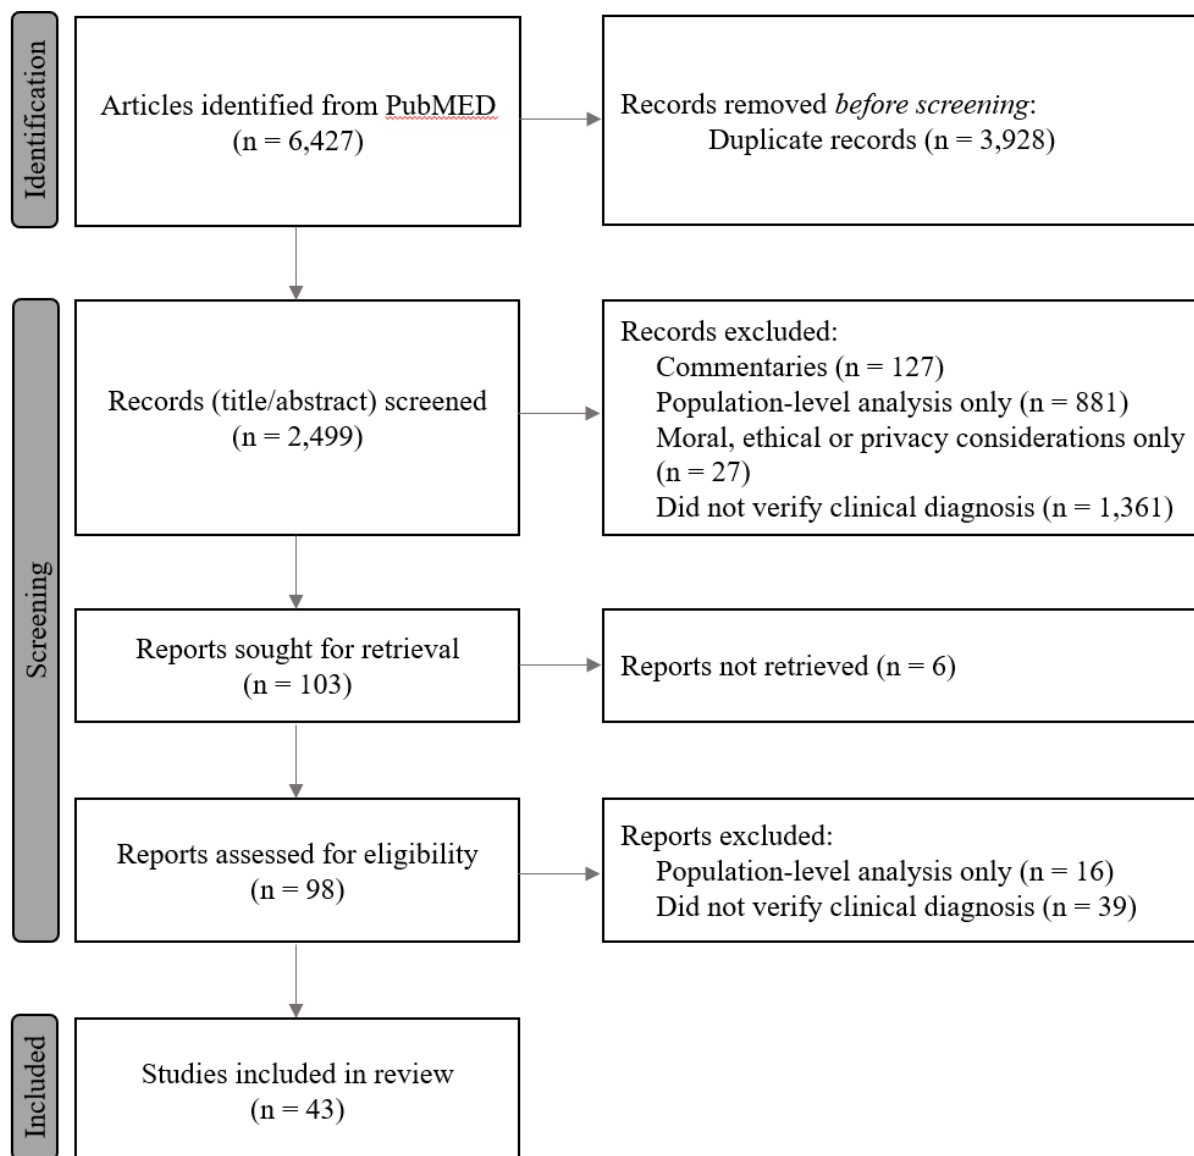 Identification
Articles identified from PubMED
(n = 6,427)
Records removed before screening:
Duplicate records (n = 3,928)
Screening
Records (title/abstract) screened
(n = 2,499)
Records excluded:
Commentaries (n = 127)
Population-level analysis only (n = 881)
Moral, ethical or privacy considerations only
(n = 27)
Did not verify clinical diagnosis (n = 1,361)
Reports sought for retrieval
(n = 103)
Reports not retrieved (n = 6)
Reports assessed for eligibility
(n = 98)
Reports excluded:
Population-level analysis only (n = 16)
Did not verify clinical diagnosis (n = 39)
Included
Studies included in review
(n = 43)